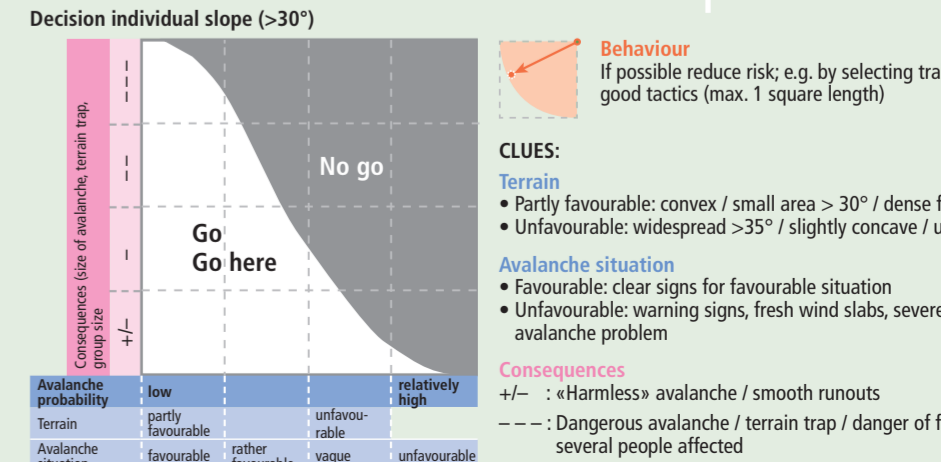 Decision individual slope (>30°)
Consequences (size of avalanche, terrain trap,
group size
– – –
– –
–
+/–
No go
Go
Go here
Avalanche
probability
low
relatively
high
Terrain
partly
favourable
unfavou-
rable
Avalanche
situation
favourable
rather
favourable
vague
unfavourable
Behaviour
If possible reduce risk; e.g. by selecting
good tactics (max. 1 square length)
CLUES:
Terrain
• Partly favourable: convex / small area > 30° / dense
• Unfavourable: widespread >35° / slightly concave /
Avalanche situation
• Favourable: clear signs for favourable situation
• Unfavourable: warning signs, fresh wind slabs, severe
avalanche problem
Consequences
+/– : «Harmless» avalanche / smooth runouts
– – – : Dangerous avalanche / terrain trap / danger of
several people affected